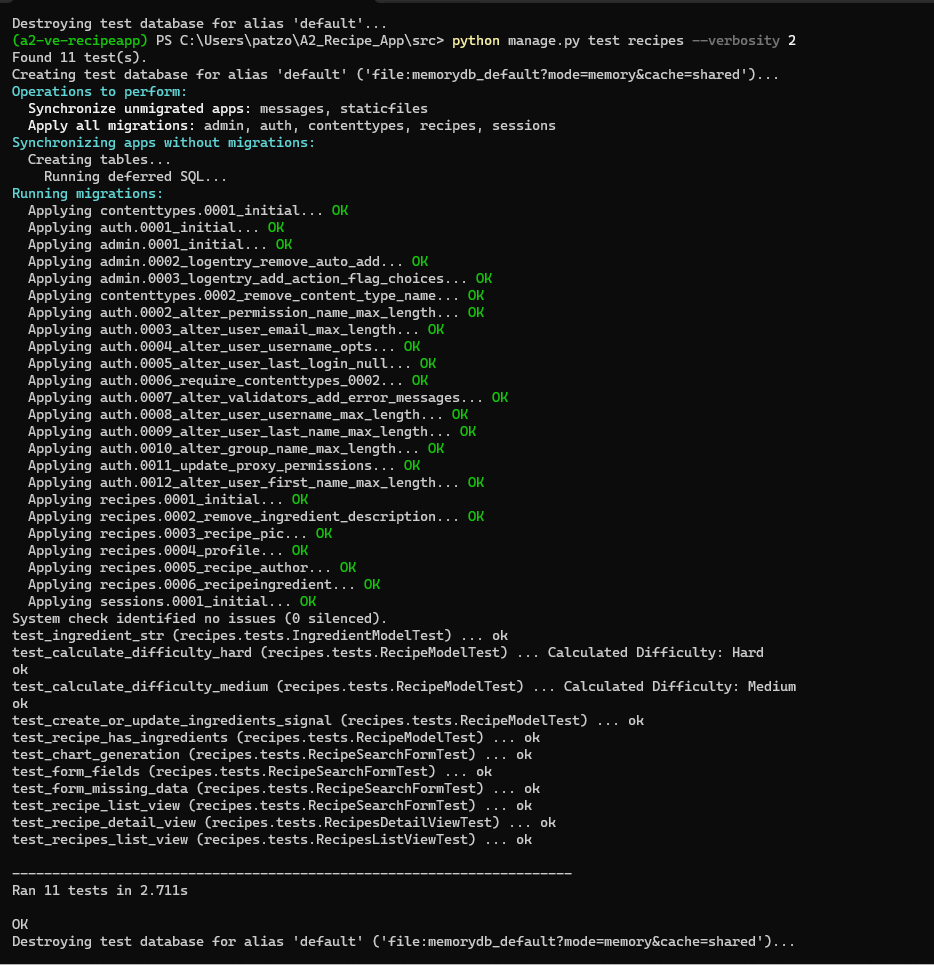 Destroying test database for alias 'default'...
(a2-ve-recipeapp) PS C:\Users\patzo\A2_Recipe_App\src> python manage.py test recipes --verbosity 2
Found 11 test(s).
Creating test database for alias 'default' ('file:memorydb_default?mode=memory&cache=shared')...
Operations to perform:
  Synchronize unmigrated apps: messages, staticfiles
  Apply all migrations: admin, auth, contenttypes, recipes, sessions
Synchronizing apps without migrations:
  Creating tables...
    Running deferred SQL...
Running migrations:
  Applying contenttypes.0001_initial... OK
  Applying auth.0001_initial... OK
  Applying admin.0001_initial... OK
  Applying admin.0002_logentry_remove_auto_add... OK
  Applying admin.0003_logentry_add_action_flag_choices... OK
  Applying contenttypes.0002_remove_content_type_name... OK
  Applying auth.0002_alter_permission_name_max_length... OK
  Applying auth.0003_alter_user_email_max_length... OK
  Applying auth.0004_alter_user_username_opts... OK
  Applying auth.0005_alter_user_last_login_null... OK
  Applying auth.0006_require_contenttypes_0002... OK
  Applying auth.0007_alter_validators_add_error_messages... OK
  Applying auth.0008_alter_user_username_max_length... OK
  Applying auth.0009_alter_user_last_name_max_length... OK
  Applying auth.0010_alter_group_name_max_length... OK
  Applying auth.0011_update_proxy_permissions... OK
  Applying auth.0012_alter_user_first_name_max_length... OK
  Applying recipes.0001_initial... OK
  Applying recipes.0002_remove_ingredient_description... OK
  Applying recipes.0003_recipe_pic... OK
  Applying recipes.0004_profile... OK
  Applying recipes.0005_recipe_author... OK
  Applying recipes.0006_recipeingredient... OK
  Applying sessions.0001_initial... OK
System check identified no issues (0 silenced).
test_ingredient_str (recipes.tests.IngredientModelTest) ... ok
test_calculate_difficulty_hard (recipes.tests.RecipeModelTest) ... Calculated Difficulty: Hard
ok
test_calculate_difficulty_medium (recipes.tests.RecipeModelTest) ... Calculated Difficulty: Medium
ok
test_create_or_update_ingredients_signal (recipes.tests.RecipeModelTest) ... ok
test_recipe_has_ingredients (recipes.tests.RecipeModelTest) ... ok
test_chart_generation (recipes.tests.RecipeSearchFormTest) ... ok
test_form_fields (recipes.tests.RecipeSearchFormTest) ... ok
test_form_missing_data (recipes.tests.RecipeSearchFormTest) ... ok
test_recipe_list_view (recipes.tests.RecipeSearchFormTest) ... ok
test_recipe_detail_view (recipes.tests.RecipesDetailViewTest) ... ok
test_recipes_list_view (recipes.tests.RecipesListViewTest) ... ok
----------------------------------------------------------------------
Ran 11 tests in 2.711s
OK
Destroying test database for alias 'default' ('file:memorydb_default?mode=memory&cache=shared')...